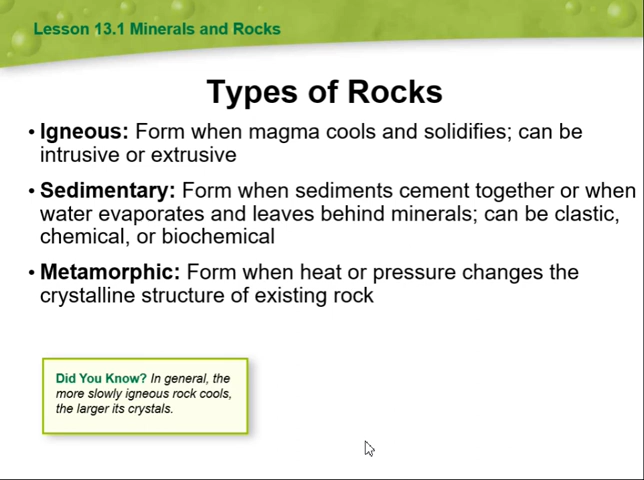 Lesson 13.1 Minerals and Rocks
Types of Rocks
• Igneous: Form when magma cools and solidifies; can be
intrusive or extrusive
• Sedimentary: Form when sediments cement together or when
water evaporates and leaves behind minerals; can be clastic,
chemical, or biochemical
• Metamorphic: Form when heat or pressure changes the
crystalline structure of existing rock
Did You Know? In general, the
more slowly igneous rock cools,
the larger its crystals.